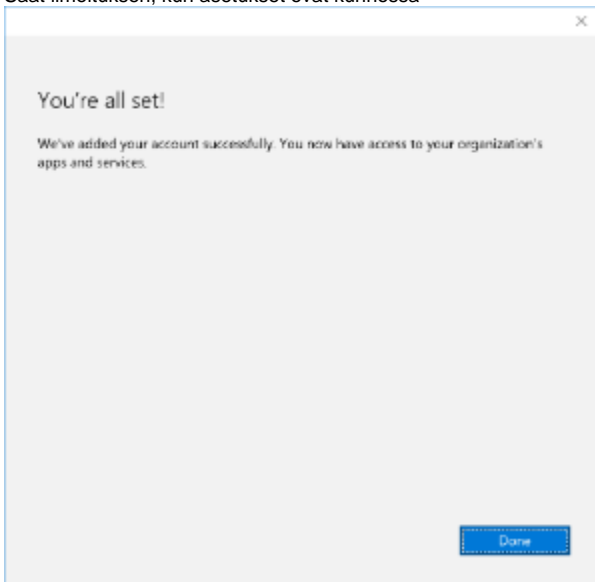 Saat ilmoituksen, kun asetukset ovat kunnossa
You're all set!
We've added your account successfully. You now have access to your organization's
apps and services.
Done